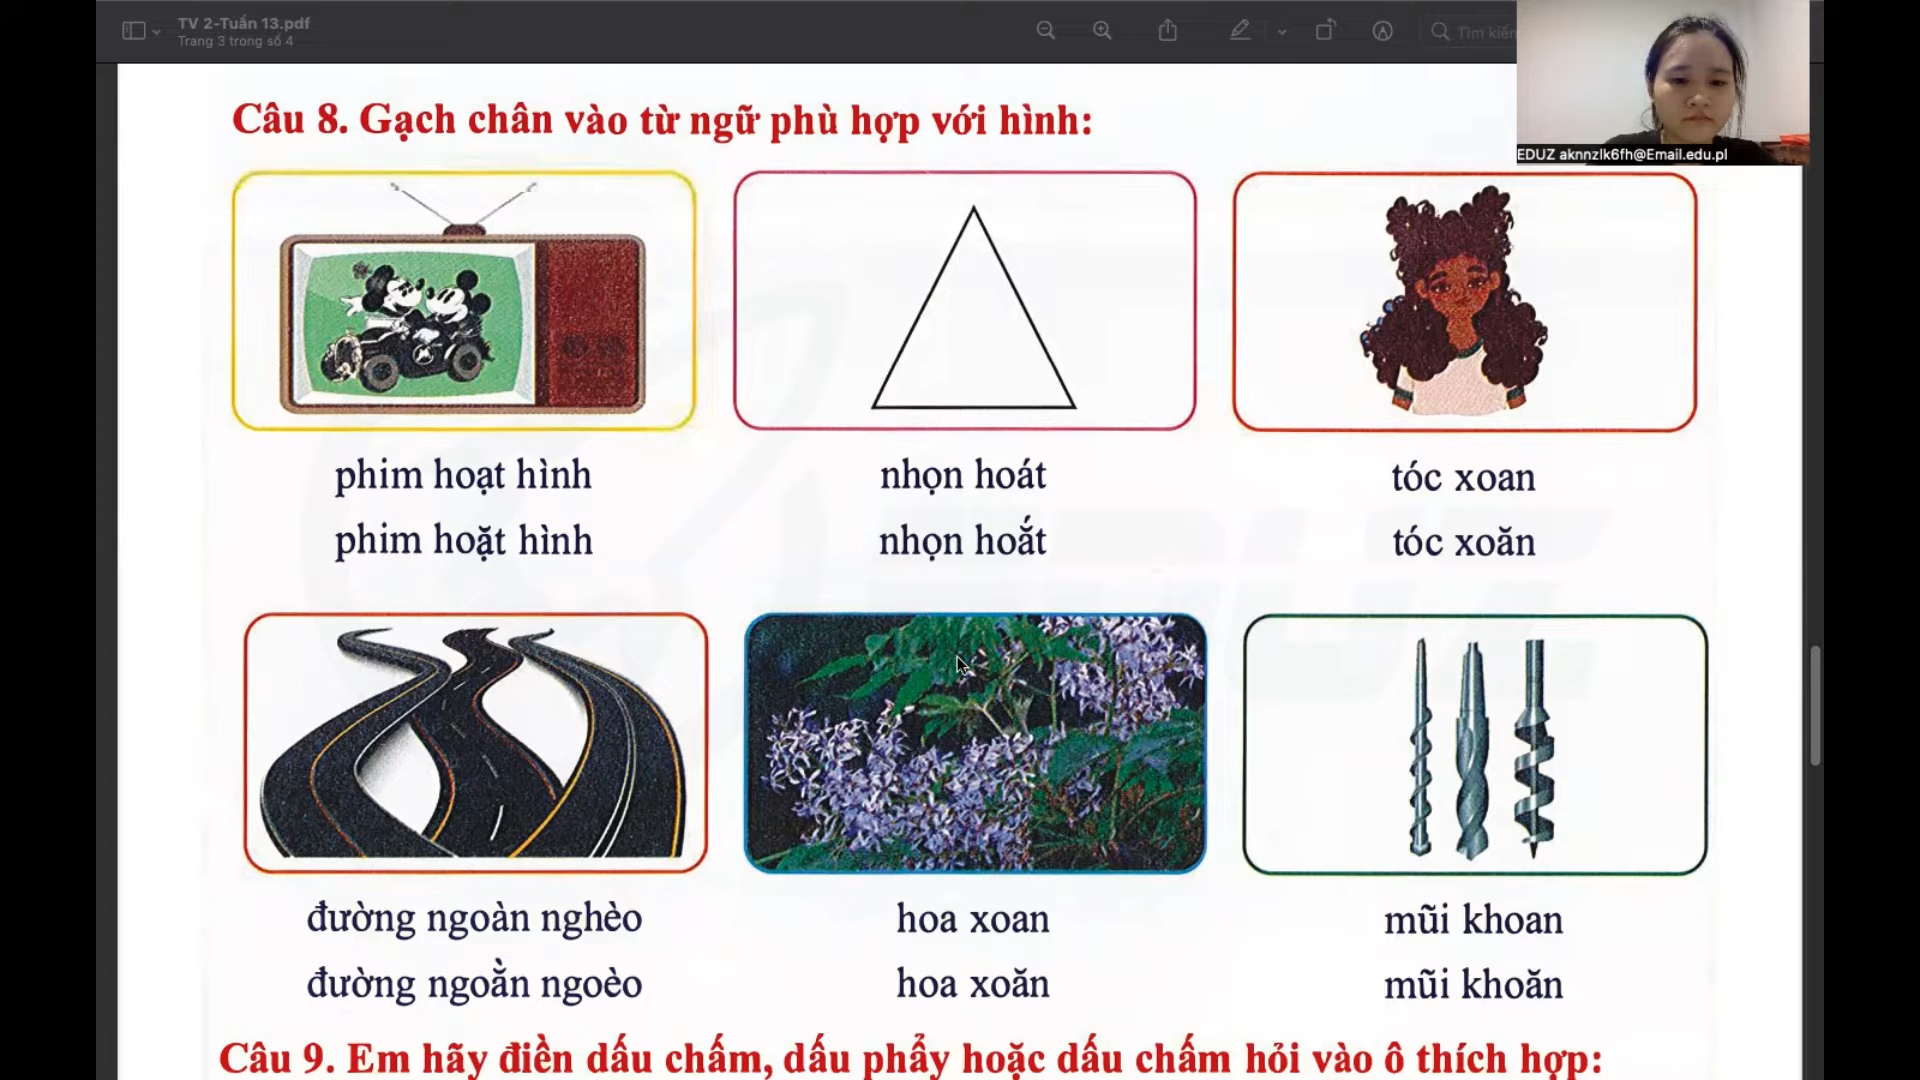 TV 2-Tuần 13.pdf
Trang 3 trong số 4
Tìm kiếm
EDUZ aknnzlk6fh@Email.edu.pl
Câu 8. Gạch chân vào từ ngữ phù hợp với hình:
phim hoạt hình
nhọn hoát
tóc xoan
phim hoặt hình
nhọn hoắt
tóc xoăn
đường ngoàn nghèo
hoa xoan
mũi khoan
đường ngoằn ngoèo
hoa xoăn
mũi khoăn
Câu 9. Em hãy điền dấu chấm, dấu phẩy hoặc dấu chấm hỏi vào ô thích hợp: